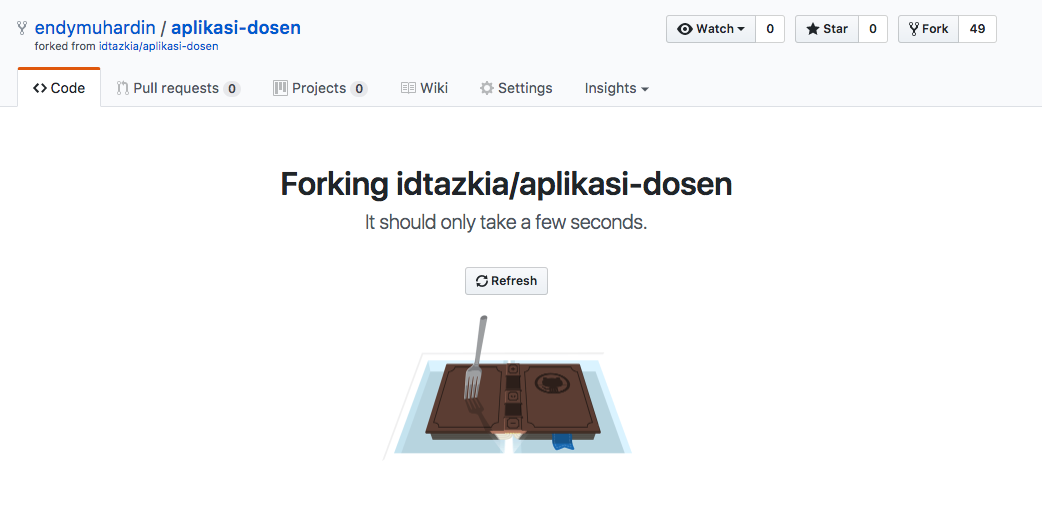 endymuhardin / aplikasi-dosen
forked from idtazkia/aplikasi-dosen
Watch 0 Star 0 Fork 49
Code Pull requests 0 Projects 0 Wiki Settings Insights
Forking idtazkia/aplikasi-dosen
It should only take a few seconds.
Refresh